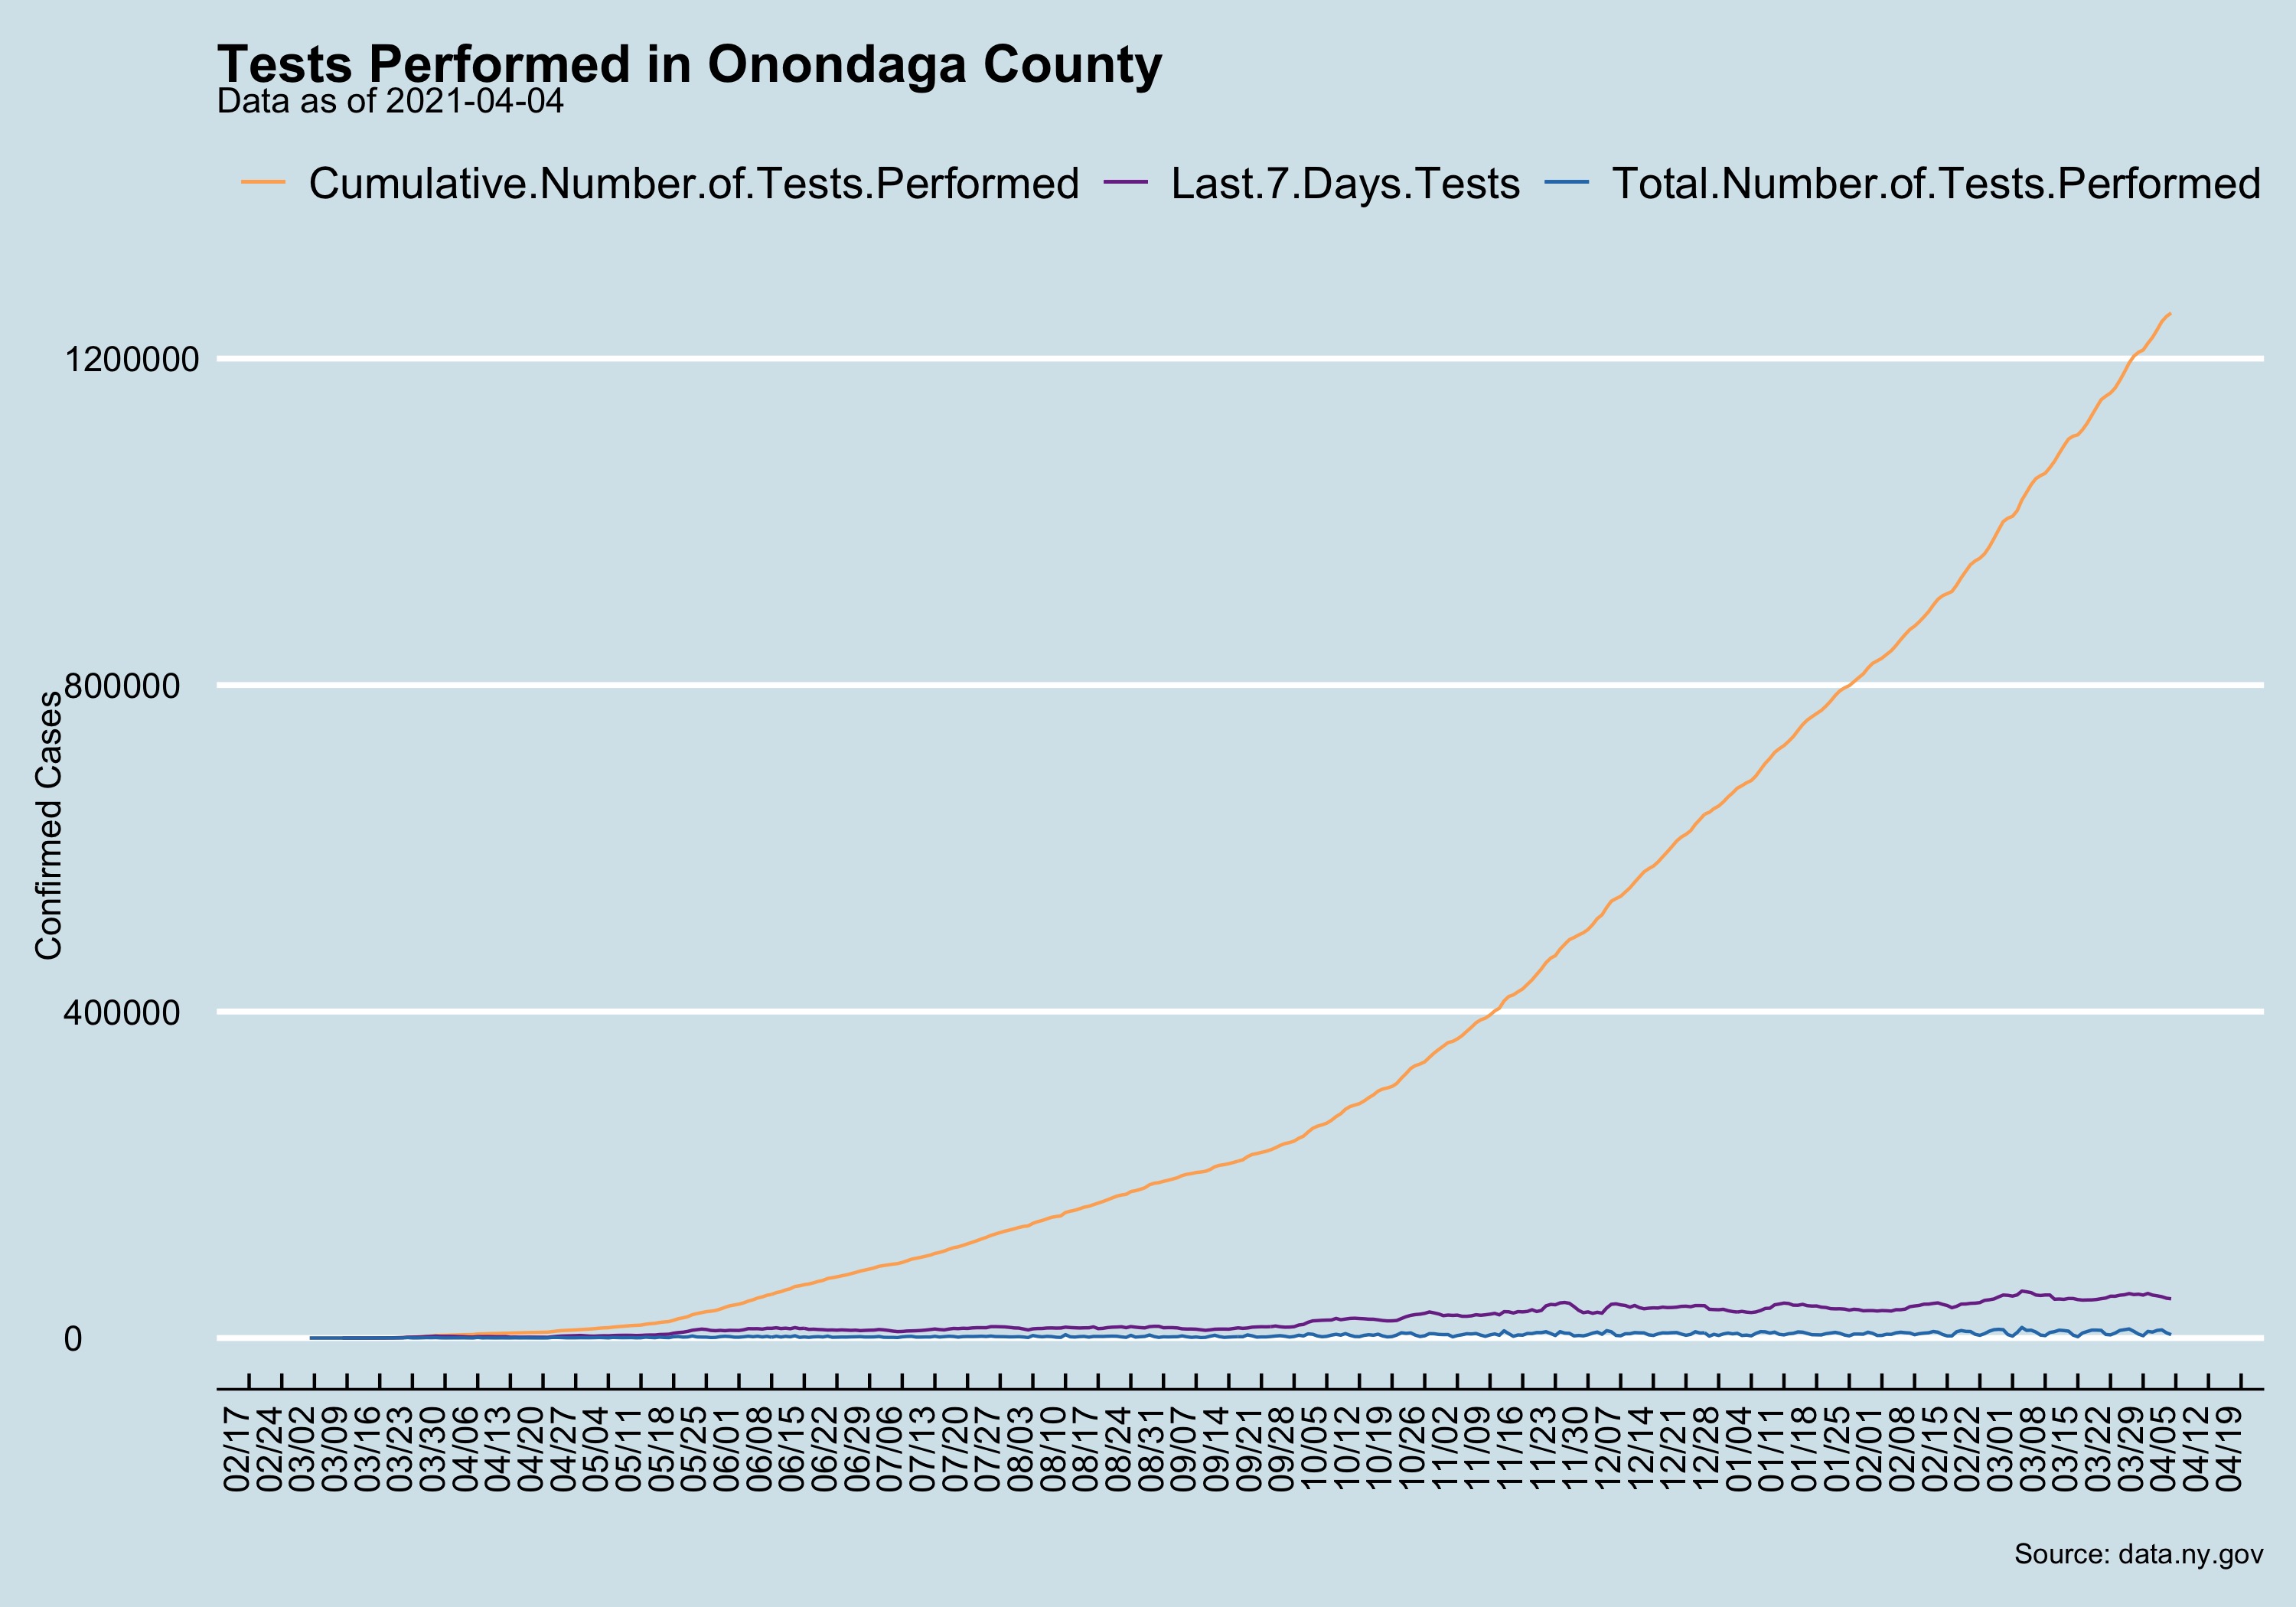 Tests Performed in Onondaga County
Data as of 2021-04-04
Cumulative.Number.of.Tests.Performed Last.7.Days.Tests Total.Number.of.Tests.Performed
Confirmed Cases
1200000
800000
400000
0
02/17 02/24 03/02 03/09 03/16 03/23 03/30 04/06 04/13 04/20 04/27 05/04 05/11 05/18 05/25 06/01 06/08 06/15 06/22 06/29 07/06 07/13 07/20 07/27 08/03 08/10 08/17 08/24 08/31 09/07 09/14 09/21 09/28 10/05 10/12 10/19 10/26 11/02 11/09 11/16 11/23 11/30 12/07 12/14 12/21 12/28 01/04 01/11 01/18 01/25 02/01 02/08 02/15 02/22 03/01 03/08 03/15 03/22 03/29 04/05 04/12 04/19
Source: data.ny.gov